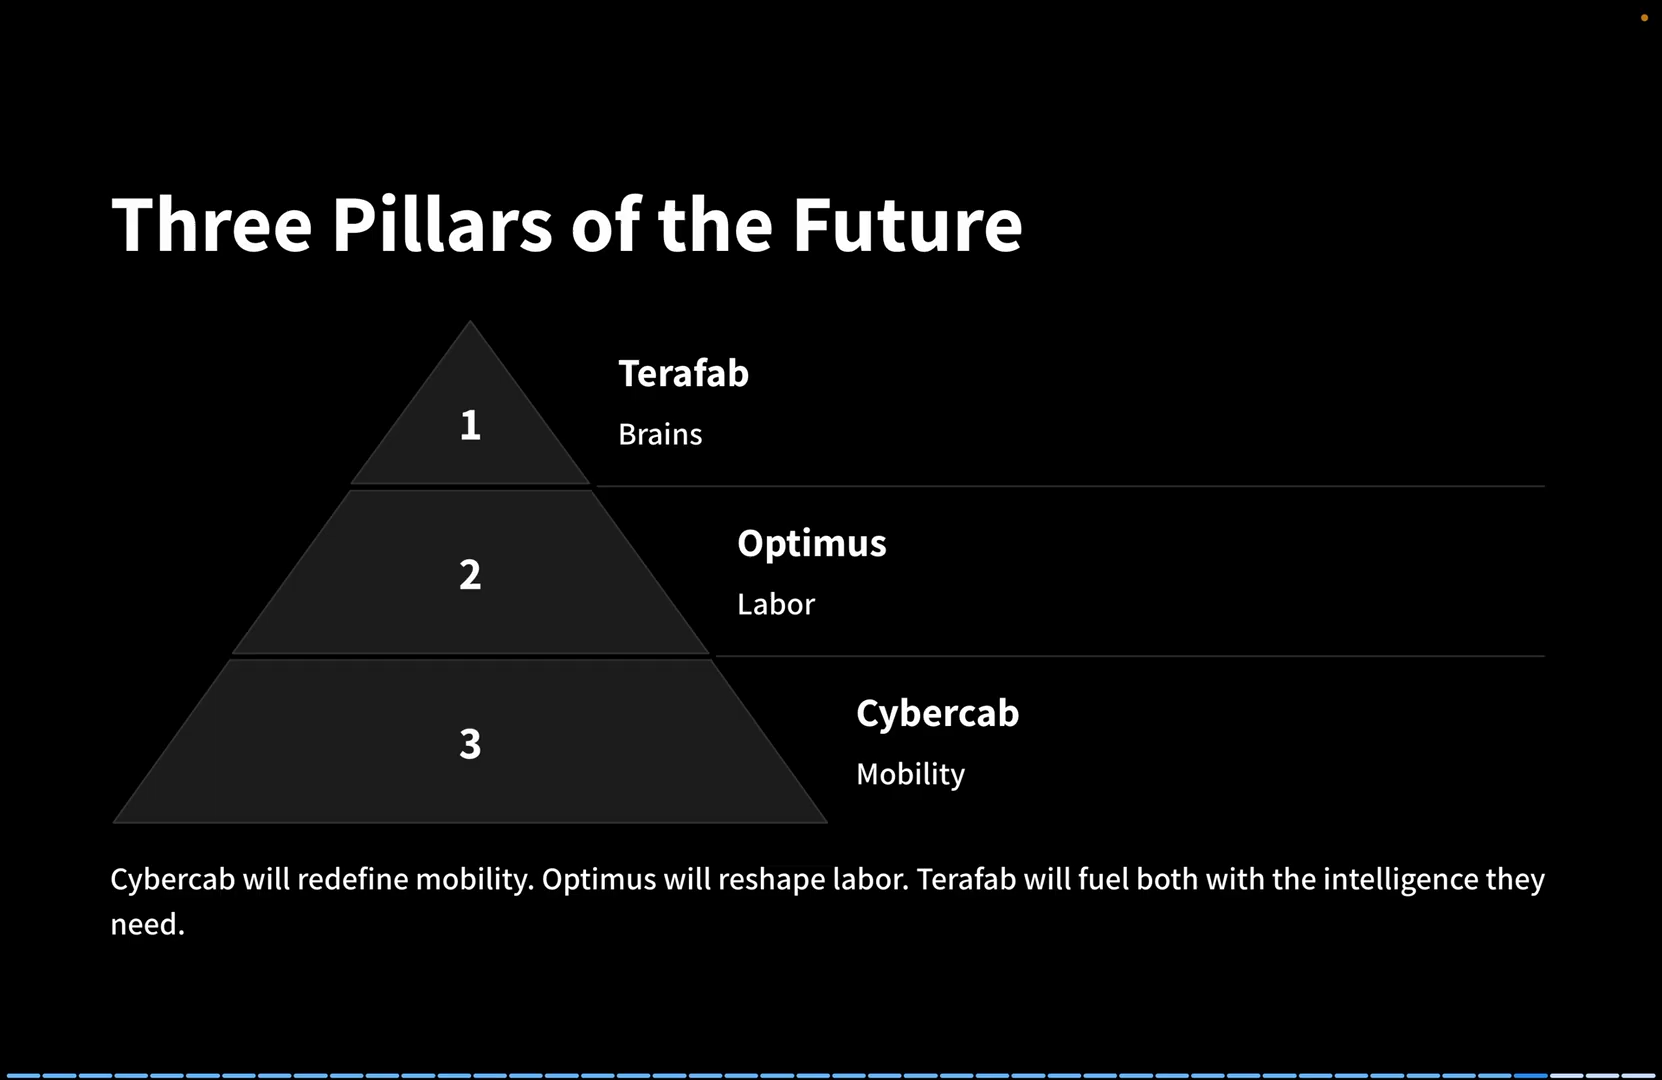 Three Pillars of the Future
1
Terafab
Brains
2
Optimus
Labor
3
Cybercab
Mobility
Cybercab will redefine mobility. Optimus will reshape labor. Terafab will fuel both with the intelligence they
need.